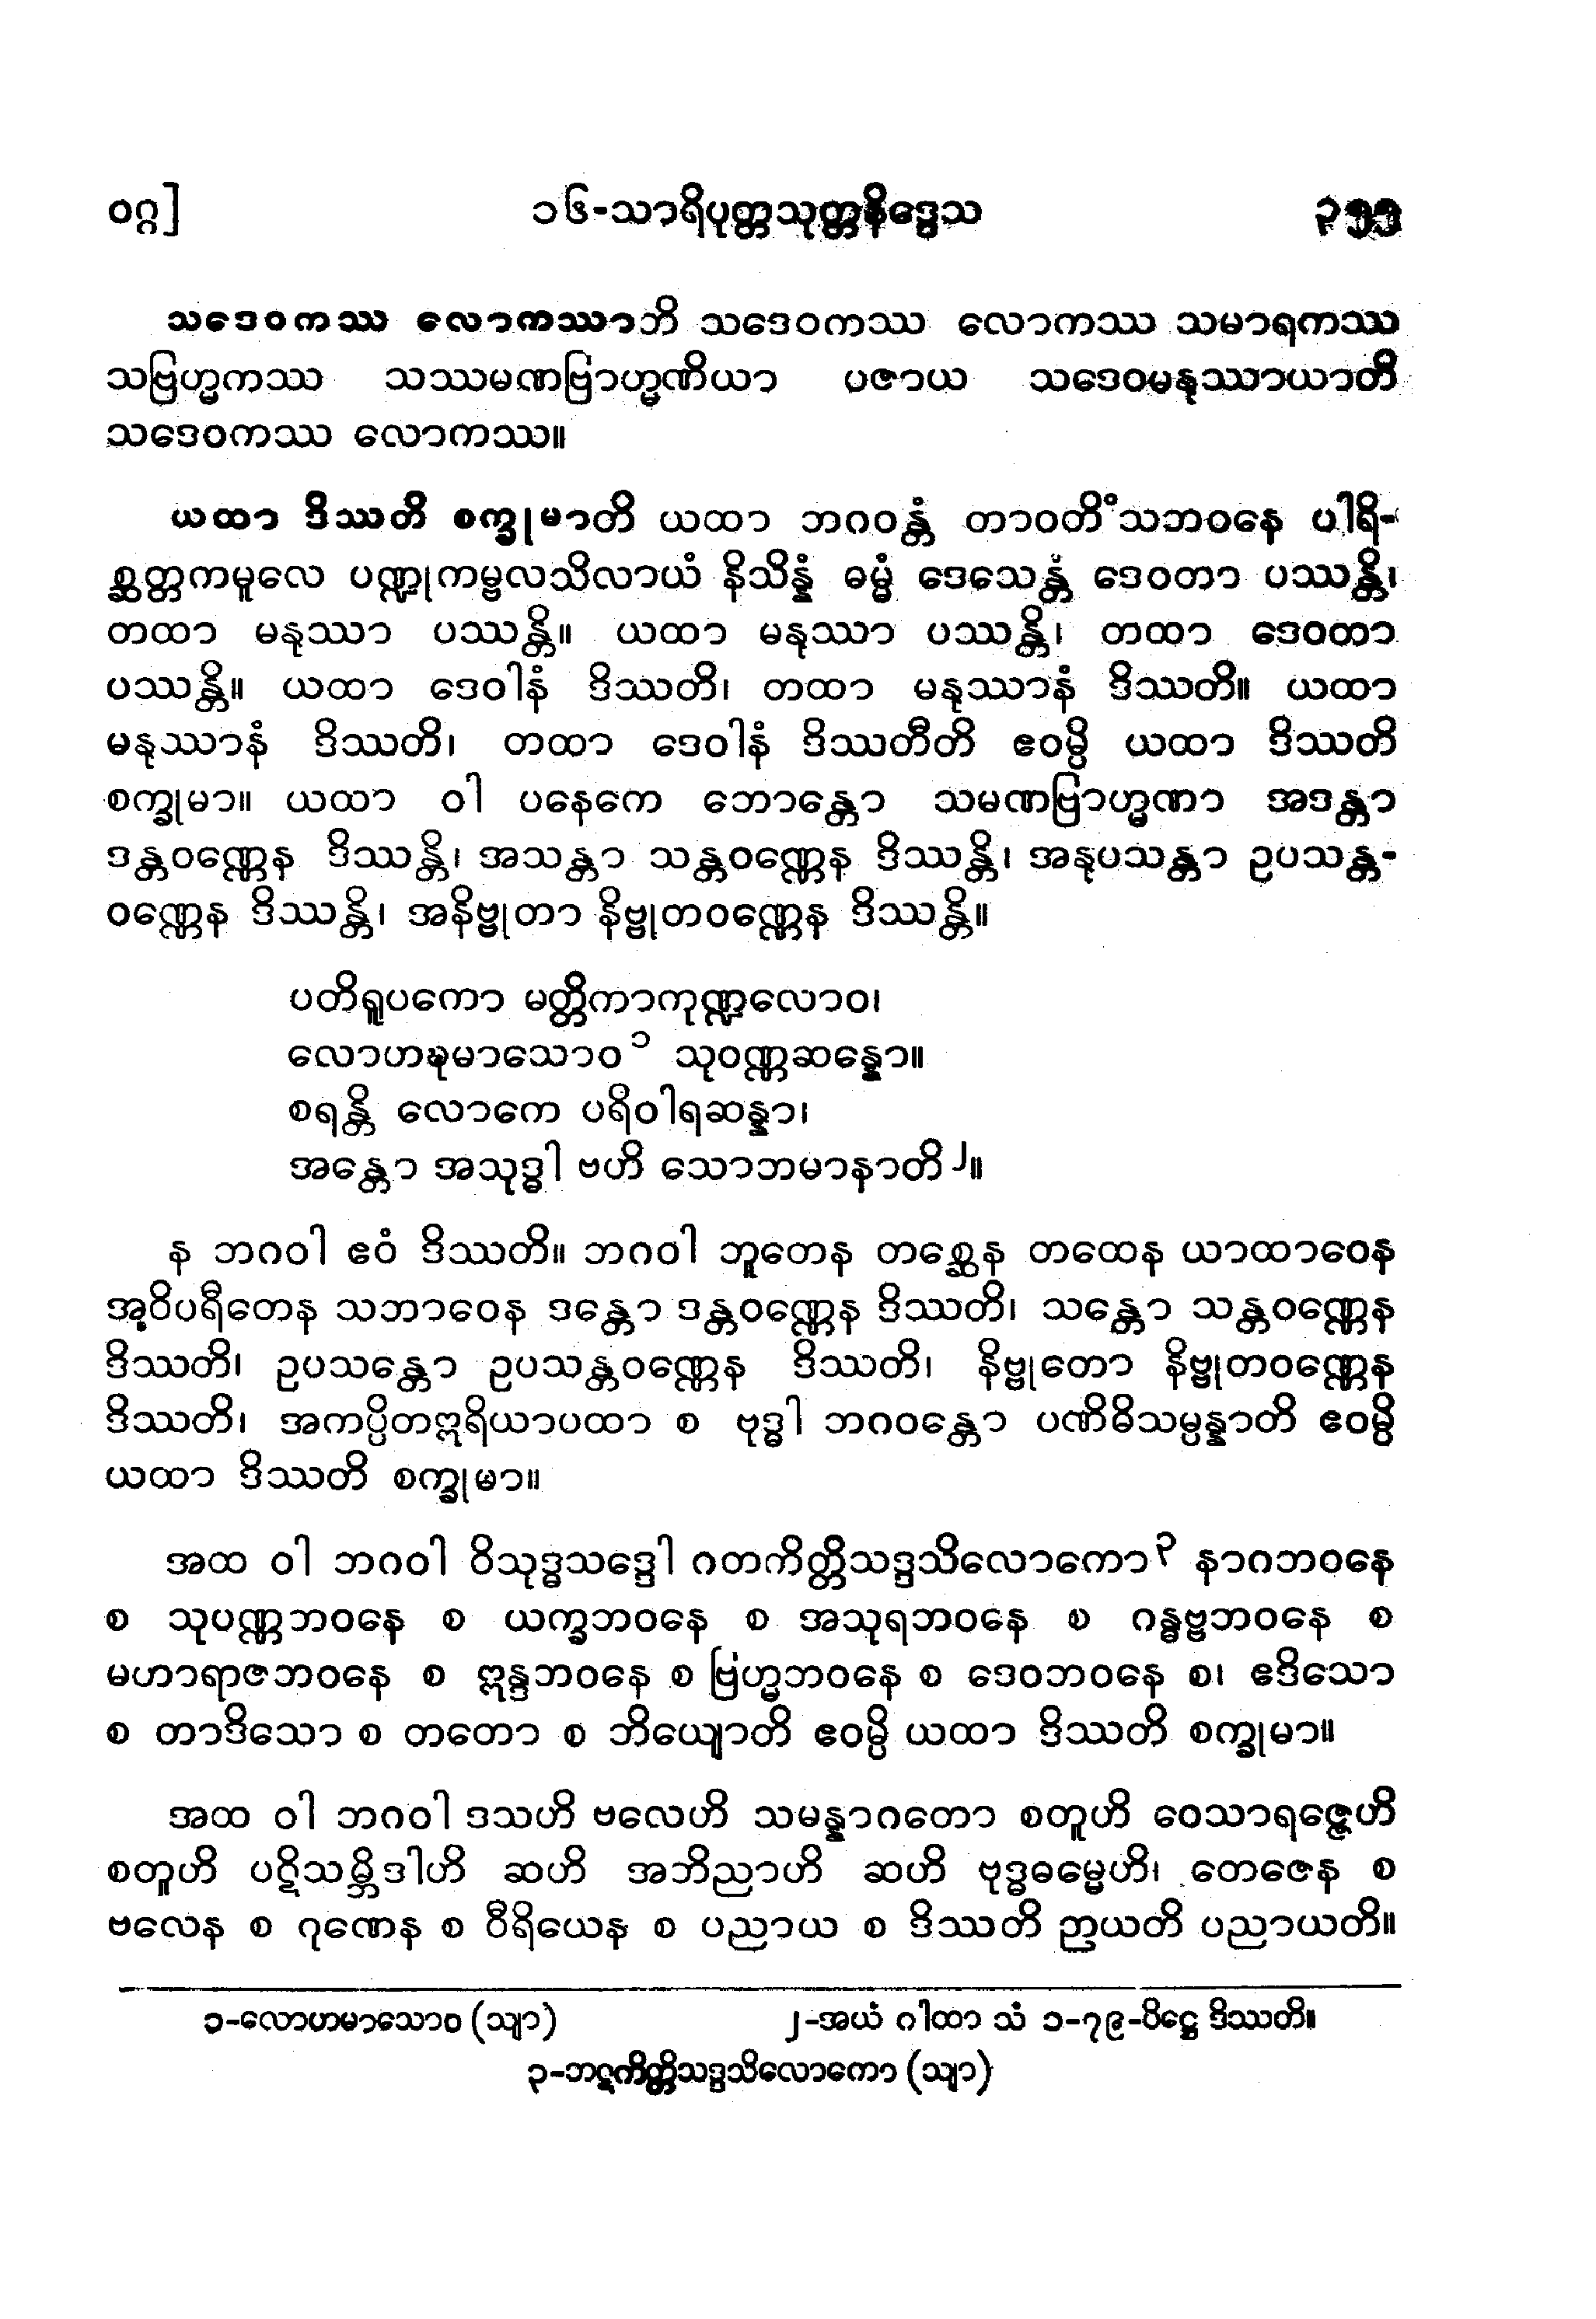 ဝဂ္ဂ]
၁၆-သာရိပုတ္တသုတ္တနိဒ္ဒေသ
သဒေဝကဿ လောကဿာဘိ သဒေဝကဿ လောကဿ သမာရကဿ
သဗြဟ္မကဿ သဿမဏဗြာဟ္မဏိယာ ပဇာယ သဒေဝမနုဿာယာတိ
သဒေဝကဿ လောကဿ။
ယထာ ဒိဿတိ စက္ခုမာတိ ယထာ ဘဂဝန္တံ တာဝတိံသဘဝနေ ပါရိ-
စ္ဆတ္တကမူလေ ပဏ္ဍုကမ္ဗလသိလာယံ နိသိန္နံ ဓမ္မံ ဒေသေန္တံ ဒေဝတာ ပဿန္တိ၊
တထာ မနုဿာ ပဿန္တိ။ ယထာ မနုဿာ ပဿန္တိ၊ တထာ ဒေဝတာ
ပဿန္တိ။ ယထာ ဒေဝါနံ ဒိဿတိ၊ တထာ မနုဿာနံ ဒိဿတိ။ ယထာ
မနုဿာနံ ဒိဿတိ၊ တထာ ဒေဝါနံ ဒိဿတီတိ ဧဝမ္ပိ ယထာ ဒိဿတိ
စက္ခုမာ။ ယထာ ဝါ ပနေကေ ဘောန္တော သမဏဗြာဟ္မဏာ အဒန္တာ
ဒန္တဝဏ္ဏေန ဒိဿန္တိ၊ အသန္တာ သန္တဝဏ္ဏေန ဒိဿန္တိ၊ အနုပသန္တာ ဥပသန္တ-
ဝဏ္ဏေန ဒိဿန္တိ၊ အနိဗ္ဗုတာ နိဗ္ဗုတဝဏ္ဏေန ဒိဿန္တိ။
ပတိရူပကော မတ္တိကာကုဏ္ဍလောဝ၊
လောဟဍ္ဎမာသောဝ ၁ သုဝဏ္ဏဆန္နော။
စရန္တိ လောကေ ပရိဝါရဆန္နာ၊
အန္တော အသုဒ္ဓါ ဗဟိ သောဘမာနာတိ ၂။
န ဘဂဝါ ဧဝံ ဒိဿတိ။ ဘဂဝါ ဘူတေန တစ္ဆေန တထေန ယာထာဝေန
အဝိပရီတေန သဘာဝေန ဒန္တော ဒန္တဝဏ္ဏေန ဒိဿတိ၊ သန္တော သန္တဝဏ္ဏေန
ဒိဿတိ၊ ဥပသန္တော ဥပသန္တဝဏ္ဏေန ဒိဿတိ၊ နိဗ္ဗုတော နိဗ္ဗုတဝဏ္ဏေန
ဒိဿတိ၊ အကပ္ပိတဣရိယာပထာ စ ဗုဒ္ဓါ ဘဂဝန္တော ပဏိဓိသမ္ပန္နာတိ ဧဝမ္ပိ
ယထာ ဒိဿတိ စက္ခုမာ။
အထ ဝါ ဘဂဝါ ဝိသုဒ္ဓသဒ္ဒေါ ဂတကိတ္တိသဒ္ဒသိလောကော ၃ နာဂဘဝနေ
စ သုပဏ္ဏဘဝနေ စ ယက္ခဘဝနေ စ အသုရဘဝနေ စ ဂန္ဓဗ္ဗဘဝနေ စ
မဟာရာဇဘဝနေ စ ဣန္ဒဘဝနေ စ ဗြဟ္မဘဝနေ စ ဒေဝဘဝနေ စ၊ ဧဒိသော
စ တာဒိသော စ တတော စ ဘိယျောတိ ဧဝမ္ပိ ယထာ ဒိဿတိ စက္ခုမာ။
အထ ဝါ ဘဂဝါ ဒသဟိ ဗလေဟိ သမန္နာဂတော စတူဟိ ဝေသာရဇ္ဇေဟိ
စတူဟိ ပဋိသမ္ဘိဒါဟိ ဆဟိ အဘိညာဟိ ဆဟိ ဗုဒ္ဓဓမ္မေဟိ၊ တေဇေန စ
ဗလေန စ ဂုဏေန စ ဝီရိယေန စ ပညာယ စ ဒိဿတိ ဉာယတိ ပညာယတိ။
၁-လောဟမာသောဝ (သျာ) ၂-အယံ ဂါထာ သံ ၁-၇၉-ပိဋ္ဌေ ဒိဿတိ။
၃-ဘဋ္ဋကိတ္တိသဒ္ဒသိလောကော (သျာ)